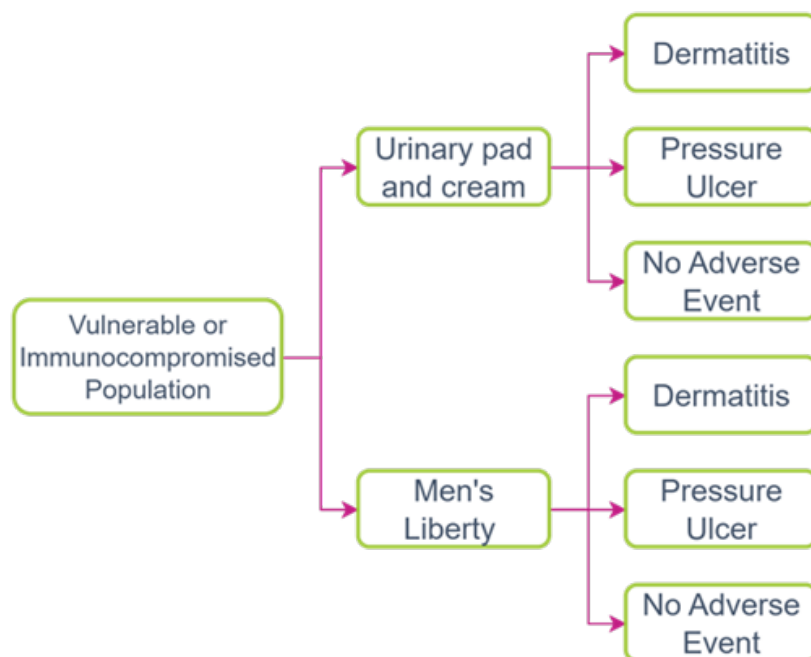 Vulnerable or
Immunocompromised
Population
Urinary pad
and cream
Dermatitis
Pressure
Ulcer
No Adverse
Event
Men's
Liberty
Dermatitis
Pressure
Ulcer
No Adverse
Event